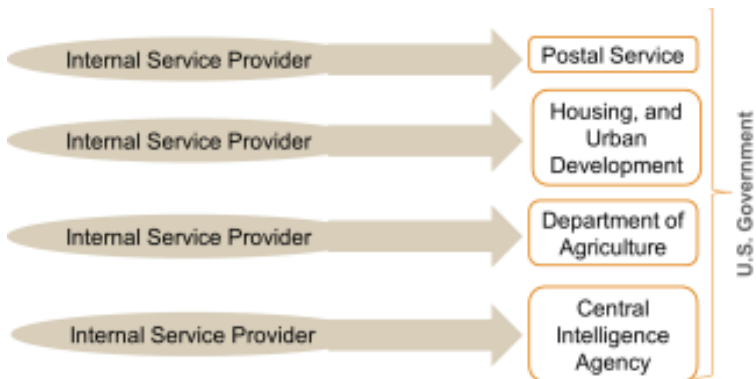 Internal Service Provider
Postal Service
Internal Service Provider
Housing, and
Urban
Development
Internal Service Provider
Department of
Agriculture
Internal Service Provider
Central
Intelligence
Agency
U.S. Government